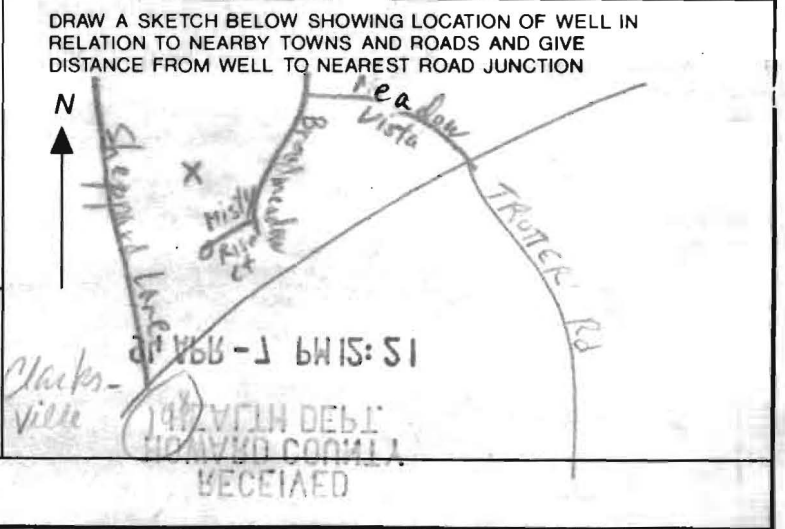 DRAW A SKETCH BELOW SHOWING LOCATION OF WELL IN
RELATION TO NEARBY TOWNS AND ROADS AND GIVE
DISTANCE FROM WELL TO NEAREST ROAD JUNCTION
N
Sheppard Lane
X
Misty
Rise
Ct
Broadmeadow
Meadow
Vista
TROTTER Rd
Clarks-
ville
APR -7 PM 12:21
HEALTH DEPT.
HOWARD COUNTY
RECEIVED